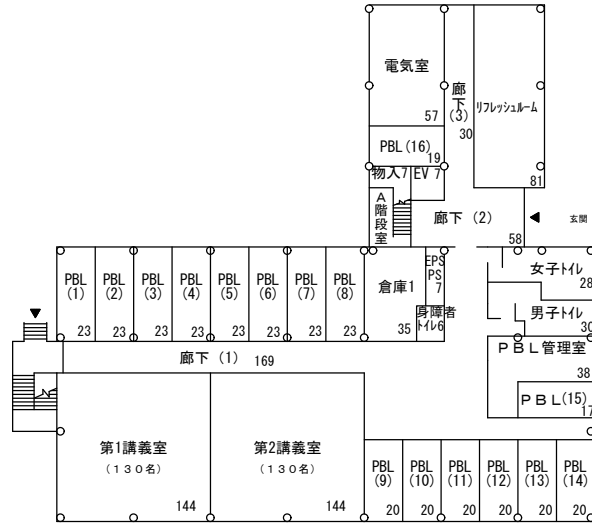 電気室
57
廊下
(3)
30
リフレッシュルーム
81
PBL(16)
19
物入7
EV 7
A階段室
廊下 (2)
58
玄関
PBL
(1)
23
PBL
(2)
23
PBL
(3)
23
PBL
(4)
23
PBL
(5)
23
PBL
(6)
23
PBL
(7)
23
PBL
(8)
23
倉庫1
35
EPS
PS
7
身障者
トイレ6
女子トイレ
28
男子トイレ
30
PBL管理室
38
PBL(15)
17
廊下 (1) 169
第1講義室
(130名)
144
第2講義室
(130名)
144
PBL
(9)
20
PBL
(10)
20
PBL
(11)
20
PBL
(12)
20
PBL
(13)
20
PBL
(14)
20